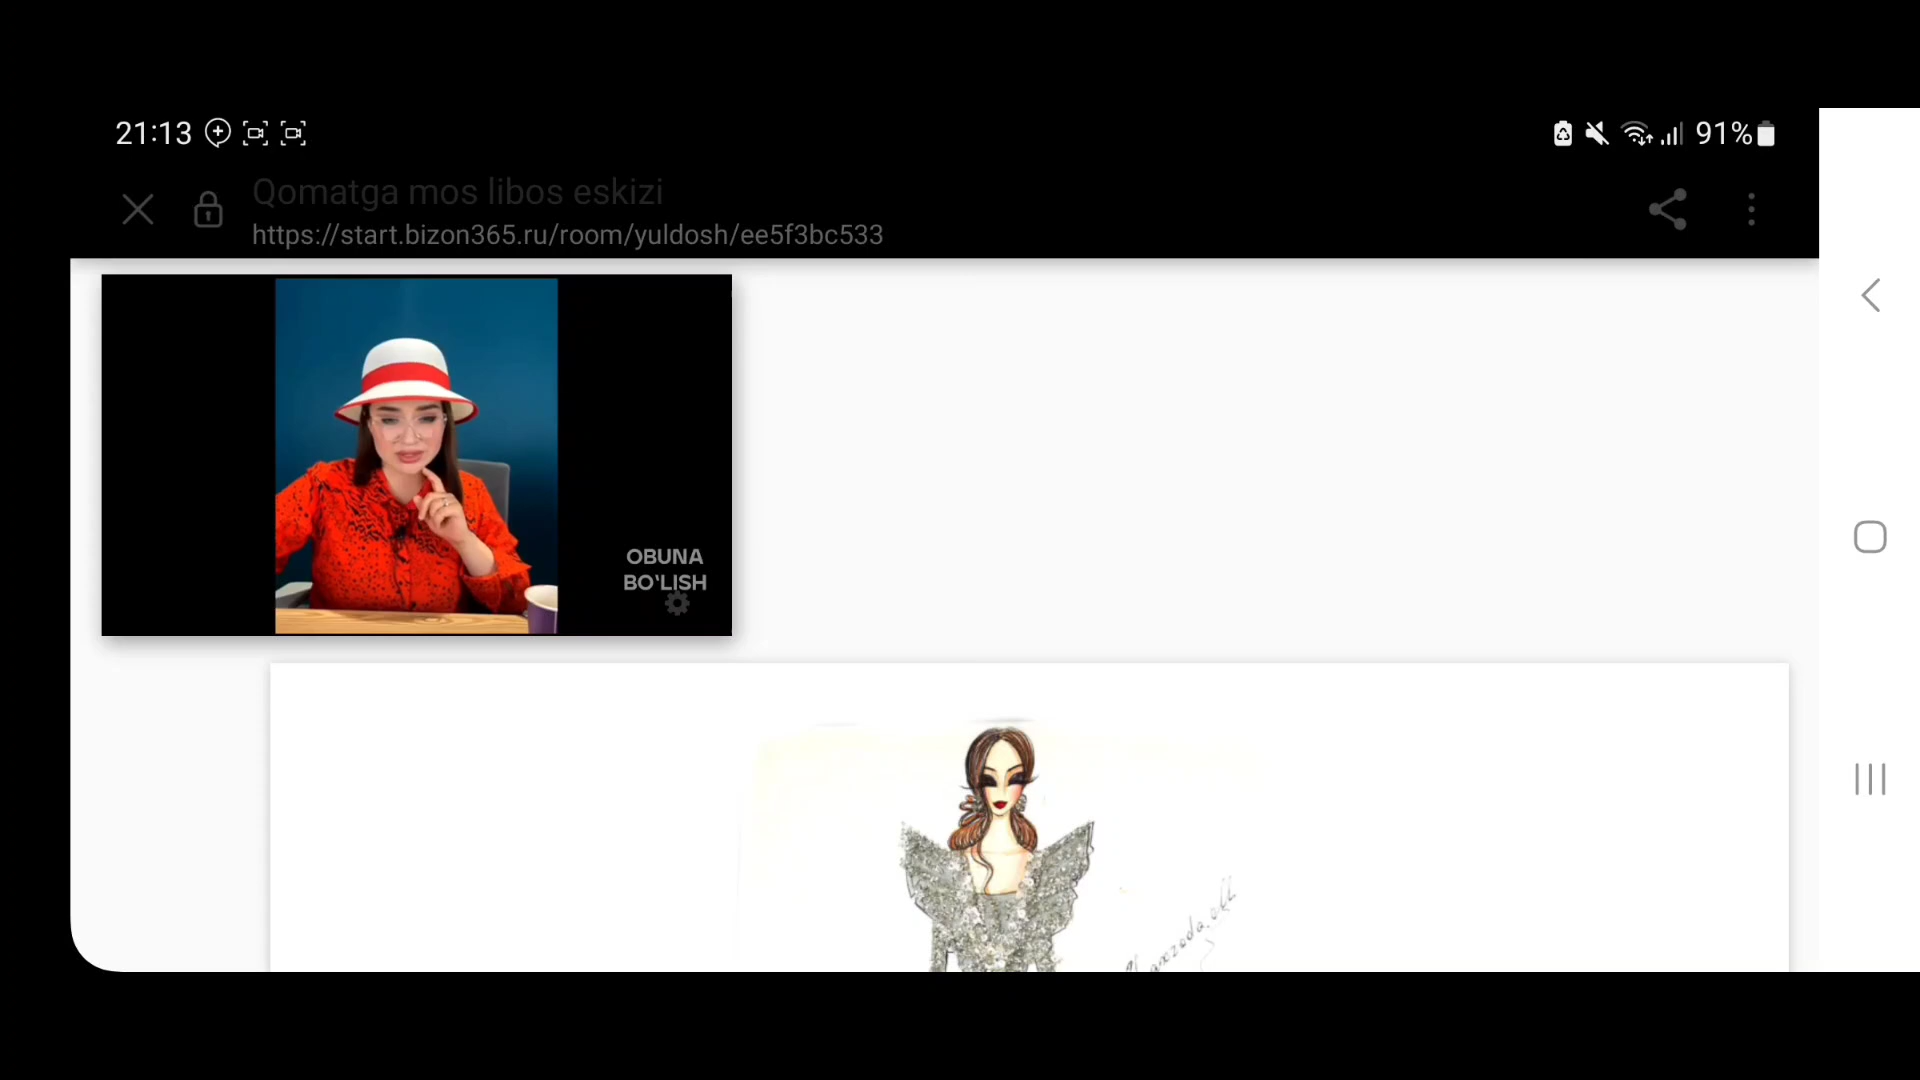 21:13
91%
Qomatga mos libos eskizi
https://start.bizon365.ru/room/yuldosh/ee5f3bc533
OBUNA
BO‘LISH